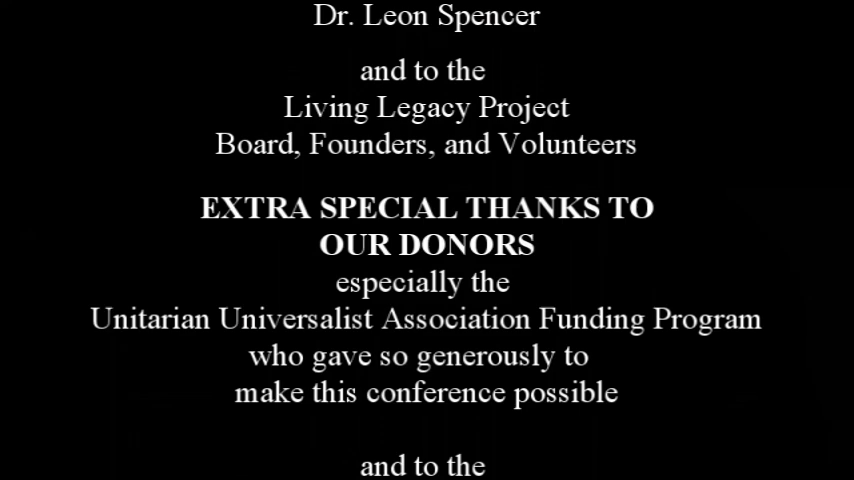 Dr. Leon Spencer
and to the
Living Legacy Project
Board, Founders, and Volunteers
EXTRA SPECIAL THANKS TO
OUR DONORS
especially the
Unitarian Universalist Association Funding Program
who gave so generously to
make this conference possible
and to the